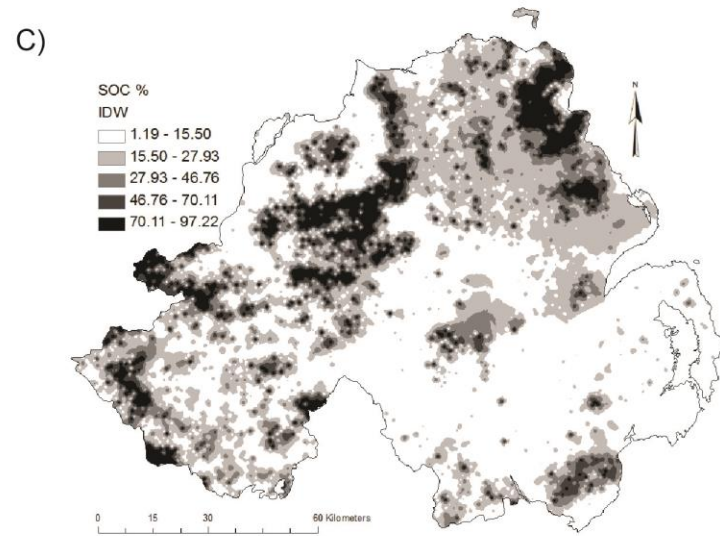 C)
SOC %
IDW
1.19 - 15.50
15.50 - 27.93
27.93 - 46.76
46.76 - 70.11
70.11 - 97.22
N
0 15 30 60 Kilometers